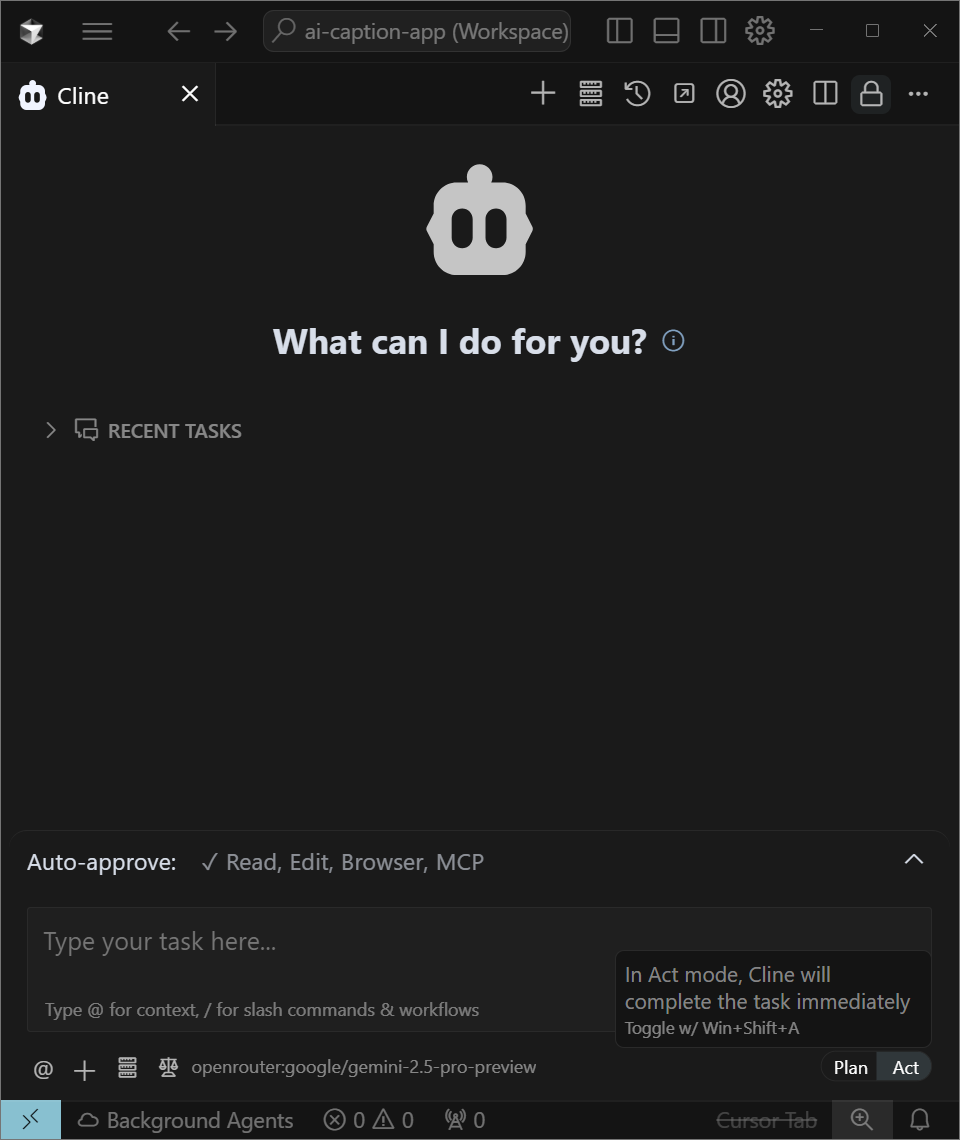 ai-caption-app (Workspace)
Cline
What can I do for you?
RECENT TASKS
Auto-approve: ✓ Read, Edit, Browser, MCP
Type your task here...
Type @ for context, / for slash commands & workflows
In Act mode, Cline will
complete the task immediately
Toggle w/ Win+Shift+A
@ openrouter:google/gemini-2.5-pro-preview
Plan Act
Background Agents 0 0 0 Cursor Tab